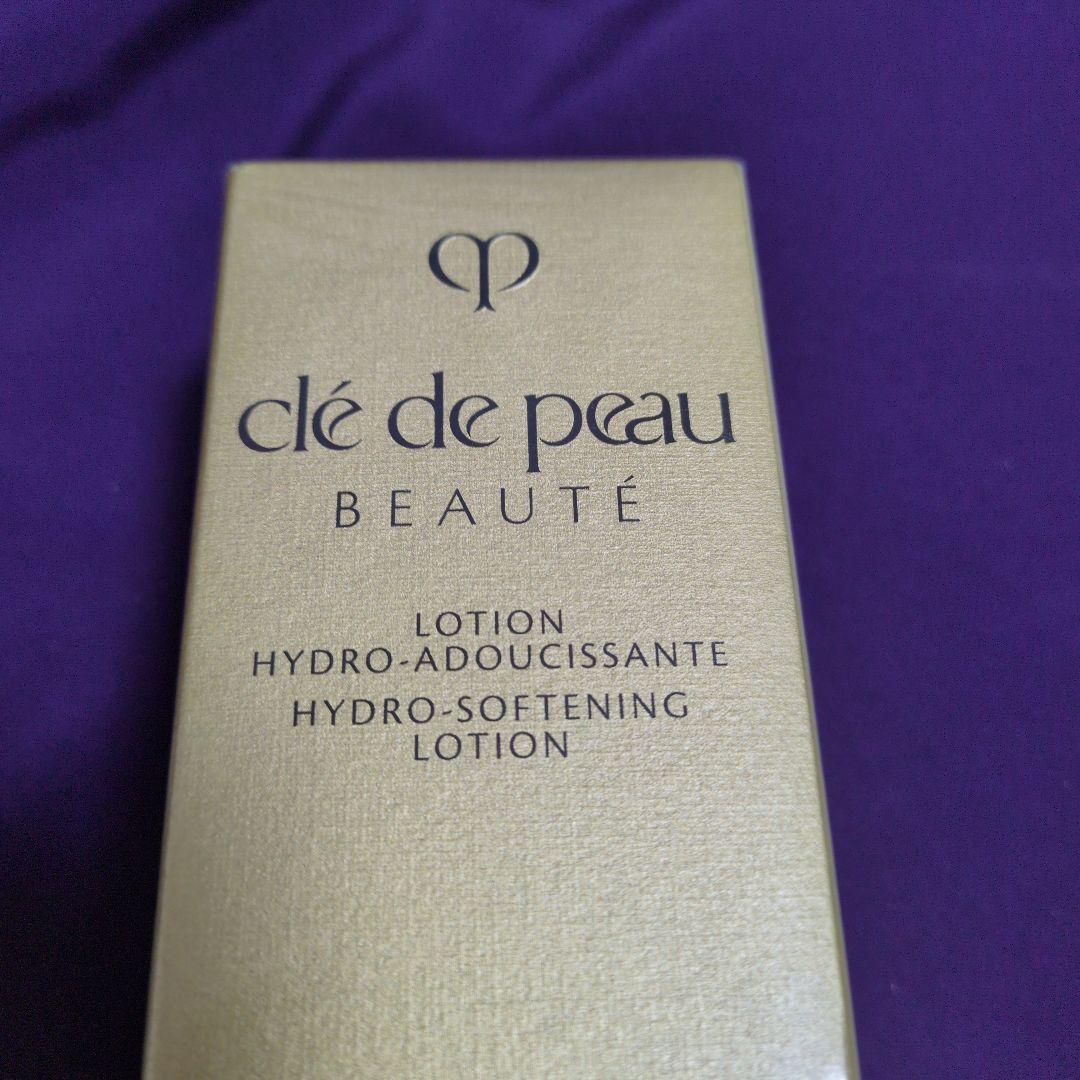 clé de peau
BEAUTÉ
LOTION
HYDRO-ADOUCISSANTE
HYDRO-SOFTENING
LOTION